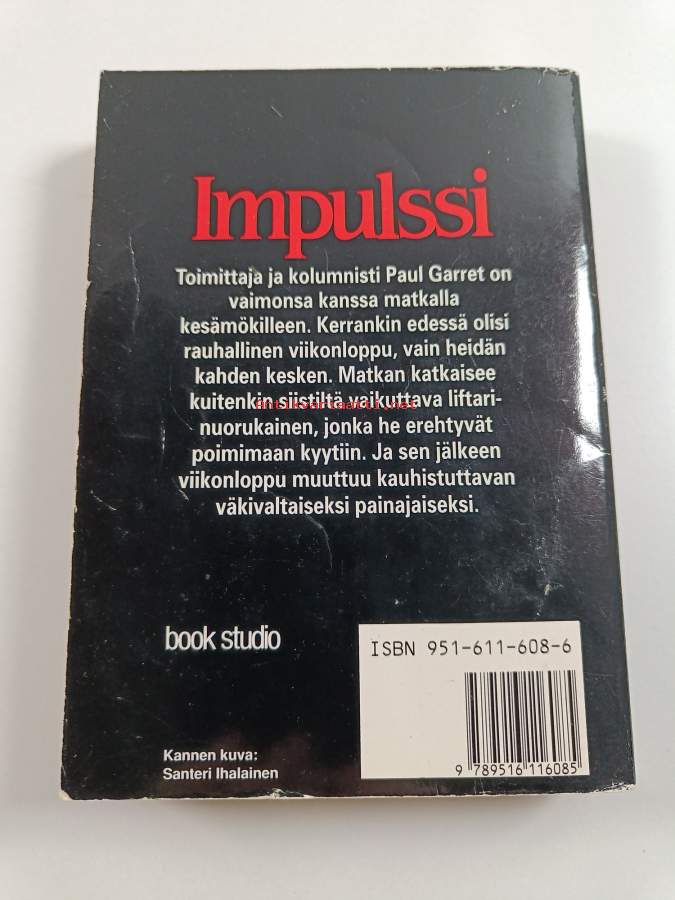 Impulssi
Toimittaja ja kolumnisti Paul Garret on
vaimonsa kanssa matkalla
kesämökilleen. Kerrankin edessä olisi
rauhallinen viikonloppu, vain heidän
kahden kesken. Matkan katkaisee
kuitenkin siistiltä vaikuttava liftari-
antikvariaatti.net
nuorukainen, jonka he erehtyvät
poimimaan kyytiin. Ja sen jälkeen
viikonloppu muuttuu kauhistuttavan
väkivaltaiseksi painajaiseksi.
book studio
ISBN 951-611-608-6
9 789516 116085
Kannen kuva:
Santeri Ihalainen